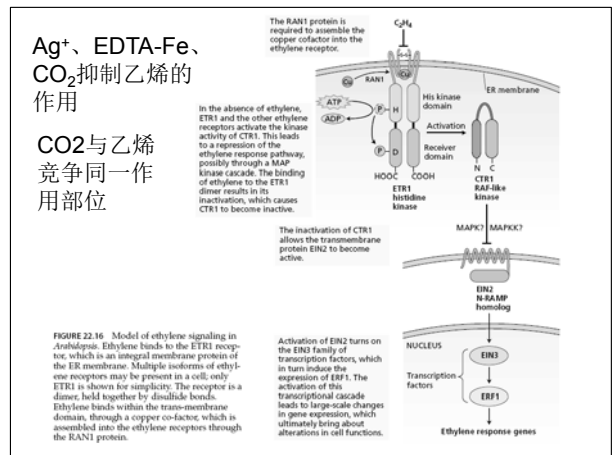 Ag⁺、EDTA-Fe、
CO₂抑制乙烯的
作用
CO2与乙烯
竞争同一作
用部位
The RAN1 protein is
required to assemble the
copper cofactor into the
ethylene receptor.
C₂H₄
Cu
RAN1
Cu
ER membrane
In the absence of ethylene,
ETR1 and the other ethylene
receptors activate the kinase
activity of CTR1. This leads
to a repression of the
ethylene response pathway,
possibly through a MAP
kinase cascade. The binding
of ethylene to the ETR1
dimer results in its
inactivation, which causes
CTR1 to become inactive.
ATP
ADP
P
H
His kinase
domain
Activation
P
D
Receiver
domain
HOOC
COOH
ETR1
histidine
kinase
N C
CTR1
RAF-like
kinase
MAPK?
MAPKK?
The inactivation of CTR1
allows the transmembrane
protein EIN2 to become
active.
EIN2
N-RAMP
homolog
FIGURE 22.16 Model of ethylene signaling in
Arabidopsis. Ethylene binds to the ETR1 recep-
tor, which is an integral membrane protein of
the ER membrane. Multiple isoforms of ethyl-
ene receptors may be present in a cell; only
ETR1 is shown for simplicity. The receptor is a
dimer, held together by disulfide bonds.
Ethylene binds within the trans-membrane
domain, through a copper co-factor, which is
assembled into the ethylene receptors through
the RAN1 protein.
Activation of EIN2 turns on
the EIN3 family of
transcription factors, which
in turn induce the
expression of ERF1. The
activation of this
transcriptional cascade
leads to large-scale changes
in gene expression, which
ultimately bring about
alterations in cell functions.
NUCLEUS
EIN3
Transcription
factors
ERF1
Ethylene response genes